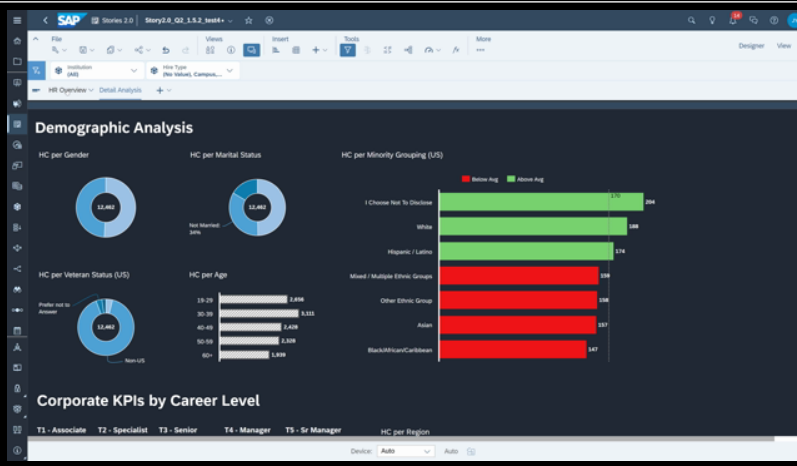 SAP Stories 2.0 Story2.0_Q2_1.5.2_test4+
File Views Insert Tools More
Designer View
Institution
(All)
Hire Type
(No Value), Campus,...
HR Overview Detail Analysis
Demographic Analysis
HC per Gender
12,462
HC per Marital Status
12,462
Not Married
34%
HC per Minority Grouping (US)
Below Avg Above Avg
170
I Choose Not To Disclose 204
White 188
Hispanic / Latino 174
Mixed / Multiple Ethnic Groups 159
Other Ethnic Group 158
Asian 157
Black/African/Caribbean 147
HC per Veteran Status (US)
Prefer not to
Answer
12,462
Non-US
HC per Age
19-29 2,656
30-39 3,111
40-49 2,428
50-59 2,328
60+ 1,939
Corporate KPIs by Career Level
T1 - Associate T2 - Specialist T3 - Senior T4 - Manager T5 - Sr Manager
HC per Region
Device: Auto Auto